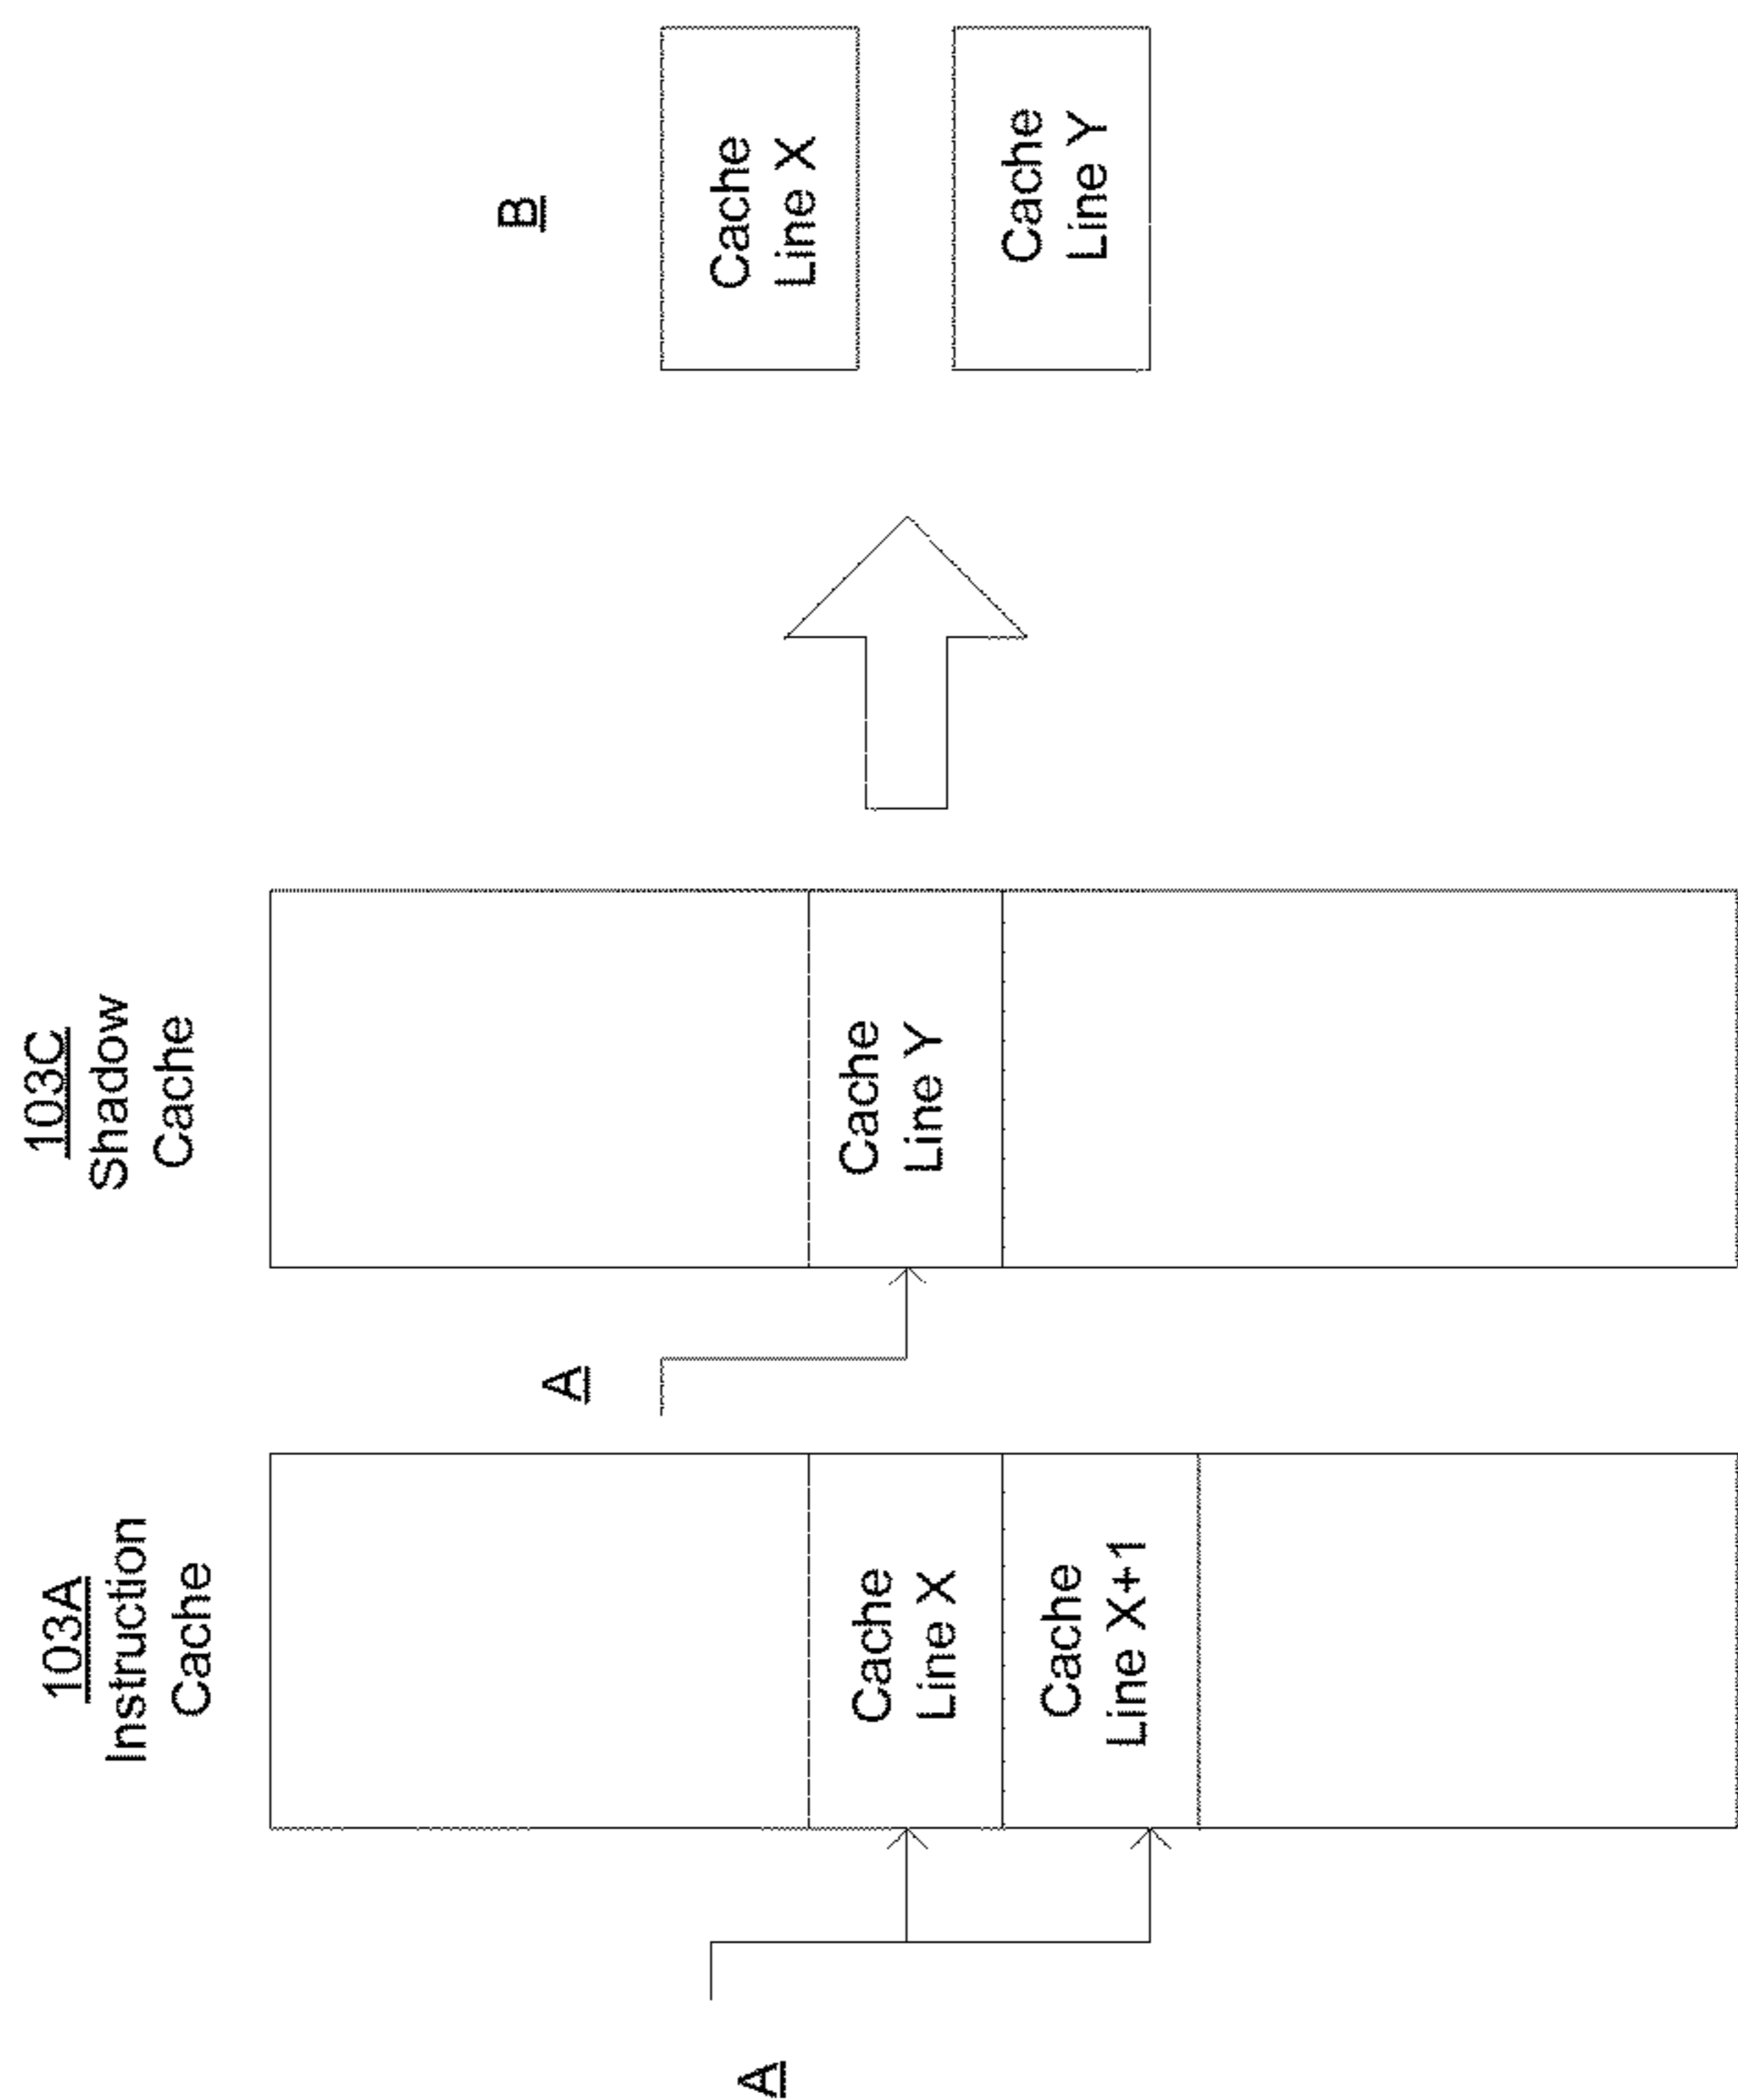 A
103A
Instruction
Cache
Cache
Line X
Cache
Line X+1
A
103C
Shadow
Cache
Cache
Line Y
B
Cache
Line X
Cache
Line Y